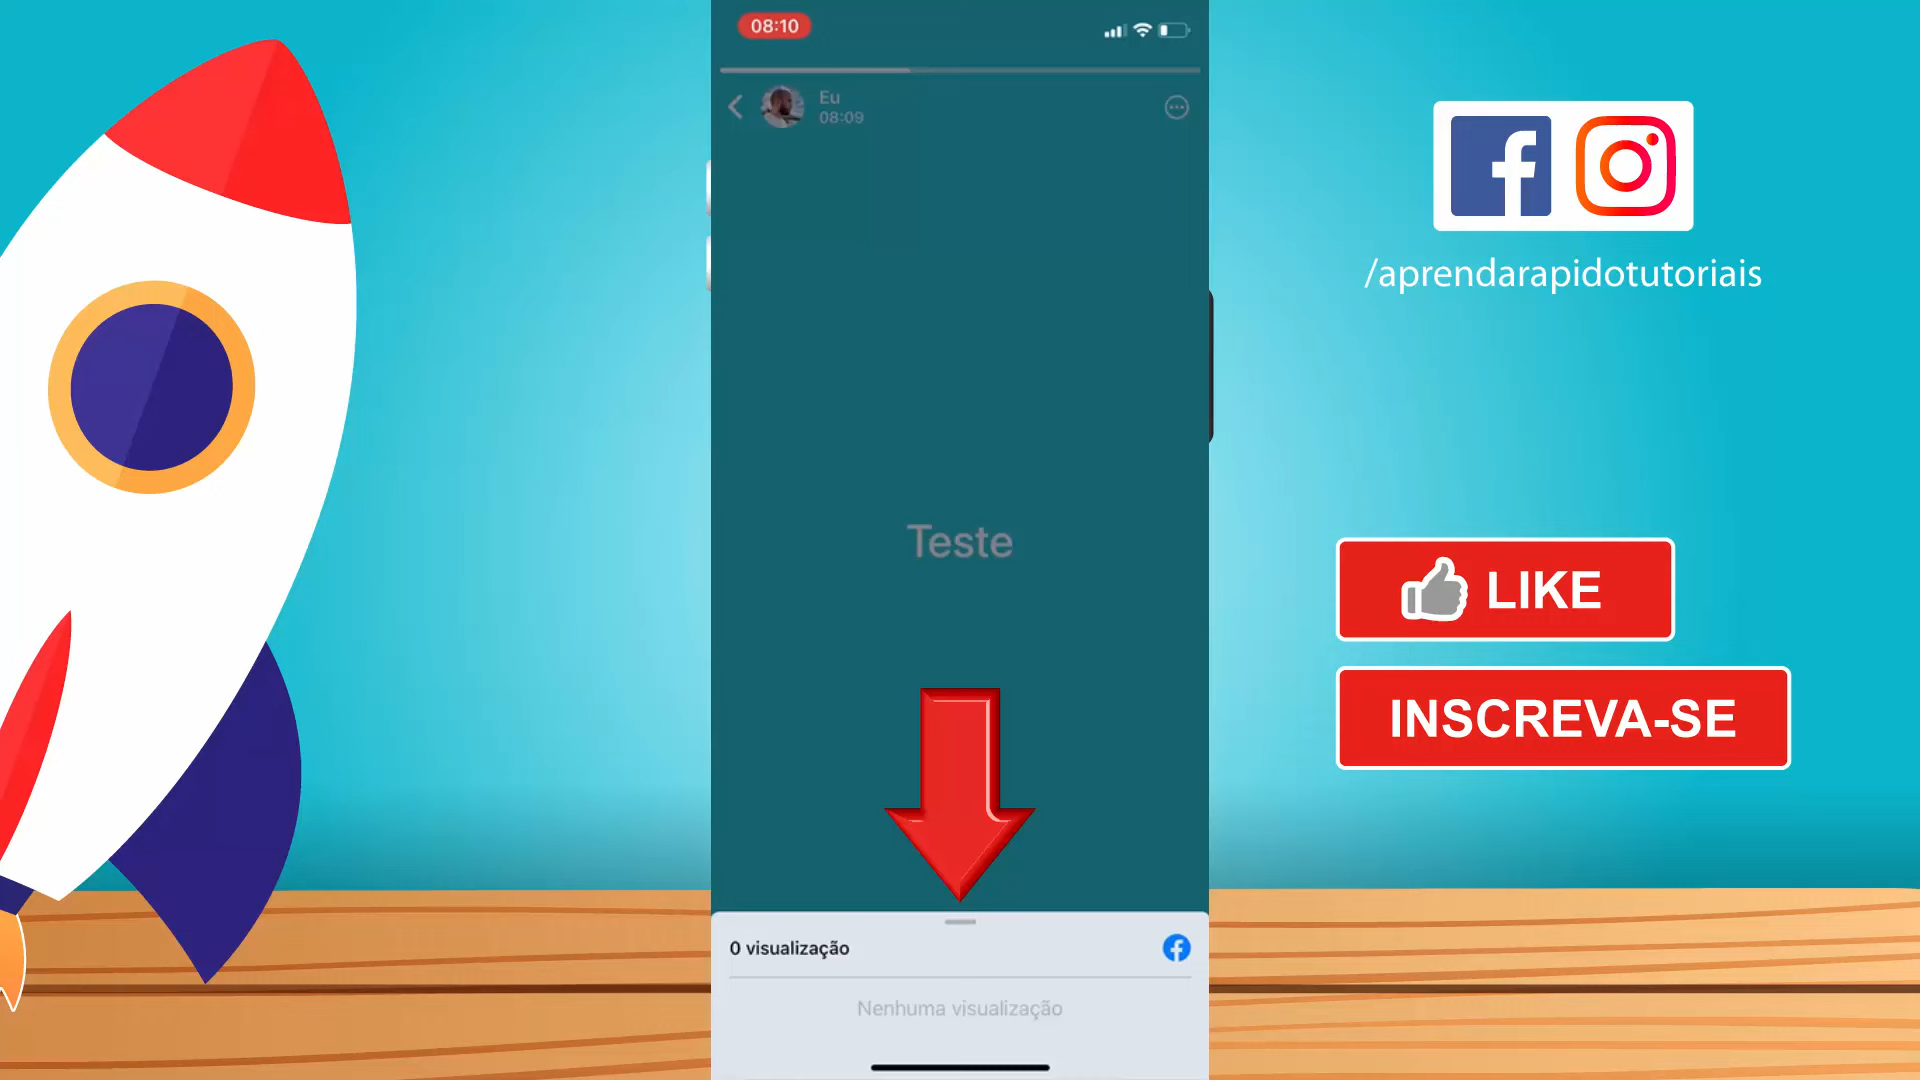 08:10
Eu
08:09
Teste
0 visualização
Nenhuma visualização
/aprendarapidotutoriais
LIKE
INSCREVA-SE